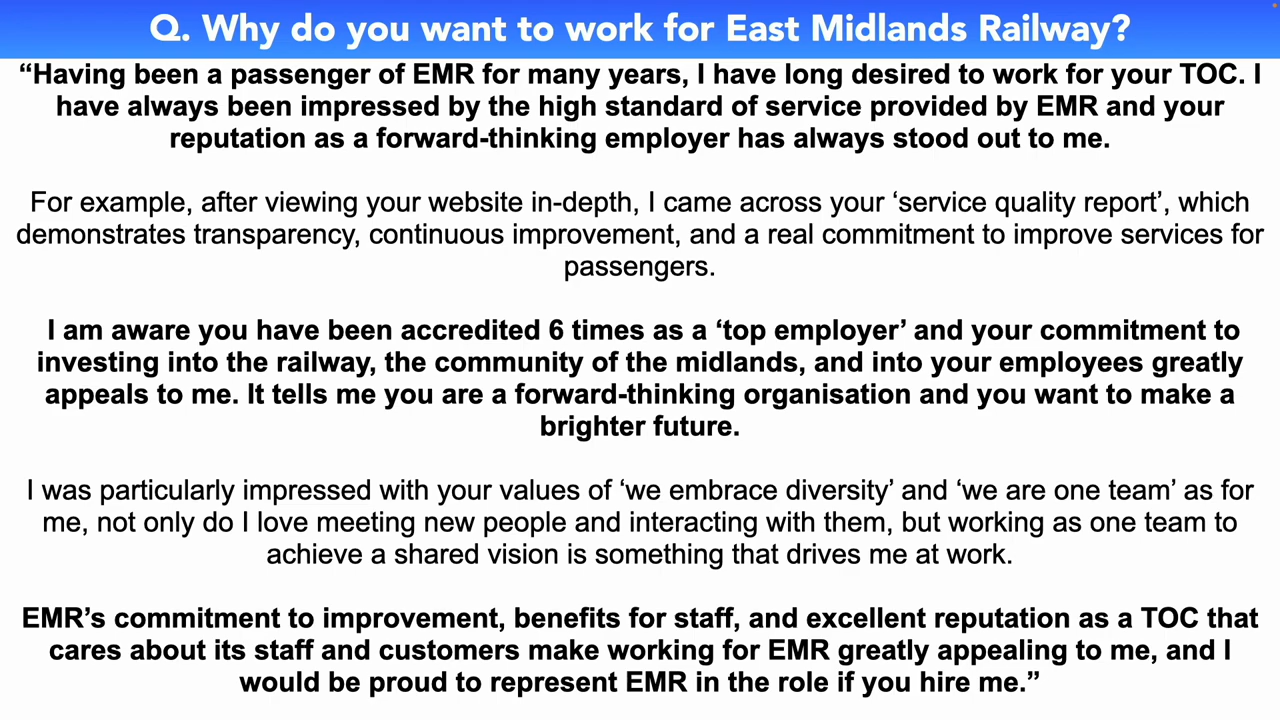 Q. Why do you want to work for East Midlands Railway?
“Having been a passenger of EMR for many years, I have long desired to work for your TOC. I
have always been impressed by the high standard of service provided by EMR and your
reputation as a forward-thinking employer has always stood out to me.
For example, after viewing your website in-depth, I came across your ‘service quality report’, which
demonstrates transparency, continuous improvement, and a real commitment to improve services for
passengers.
I am aware you have been accredited 6 times as a ‘top employer’ and your commitment to
investing into the railway, the community of the midlands, and into your employees greatly
appeals to me. It tells me you are a forward-thinking organisation and you want to make a
brighter future.
I was particularly impressed with your values of ‘we embrace diversity’ and ‘we are one team’ as for
me, not only do I love meeting new people and interacting with them, but working as one team to
achieve a shared vision is something that drives me at work.
EMR’s commitment to improvement, benefits for staff, and excellent reputation as a TOC that
cares about its staff and customers make working for EMR greatly appealing to me, and I
would be proud to represent EMR in the role if you hire me.”